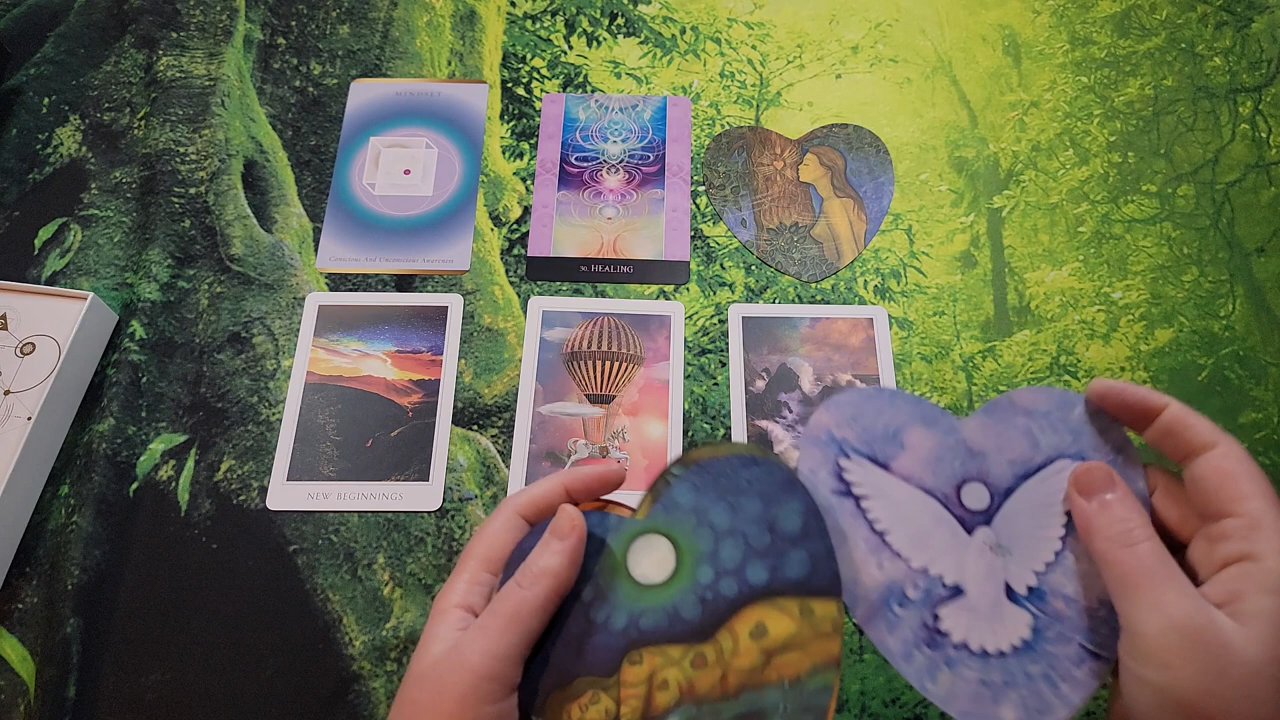 MINDSET
Conscious And Unconscious Awareness
30. HEALING
NEW BEGINNINGS